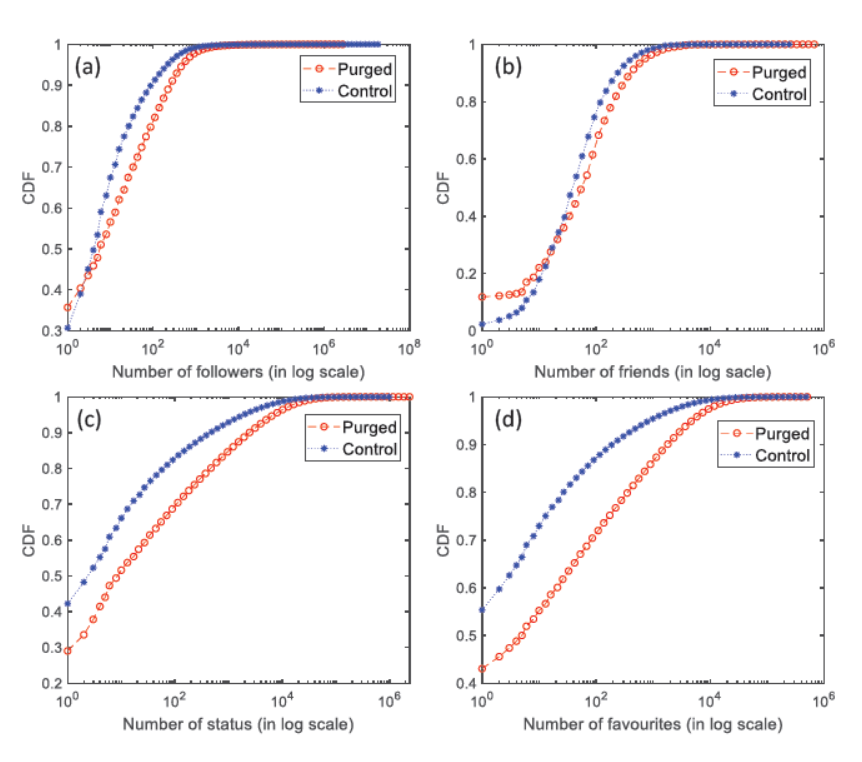 (a)
Purged
Control
1
0.9
0.8
0.7
0.6
0.5
0.4
0.3
CDF
10^0
10^2
10^4
10^6
10^8
Number of followers (in log scale)
(b)
Purged
Control
1
0.8
0.6
0.4
0.2
0
CDF
10^0
10^2
10^4
10^6
Number of friends (in log sacle)
(c)
Purged
Control
1
0.9
0.8
0.7
0.6
0.5
0.4
0.3
0.2
CDF
10^0
10^2
10^4
10^6
Number of status (in log scale)
(d)
Purged
Control
1
0.9
0.8
0.7
0.6
0.5
0.4
CDF
10^0
10^2
10^4
10^6
Number of favourites (in log scale)